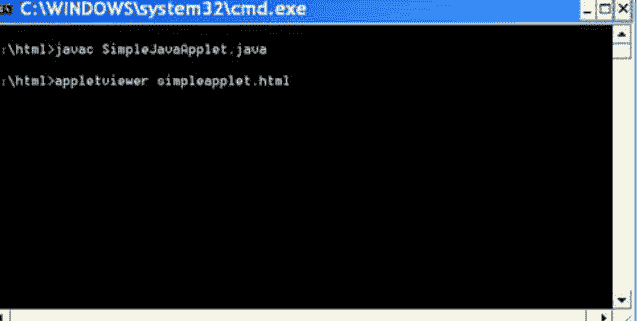 C:\WINDOWS\system32\cmd.exe
:\html>javac SimpleJavaApplet.java
:\html>appletviewer simpleapplet.html